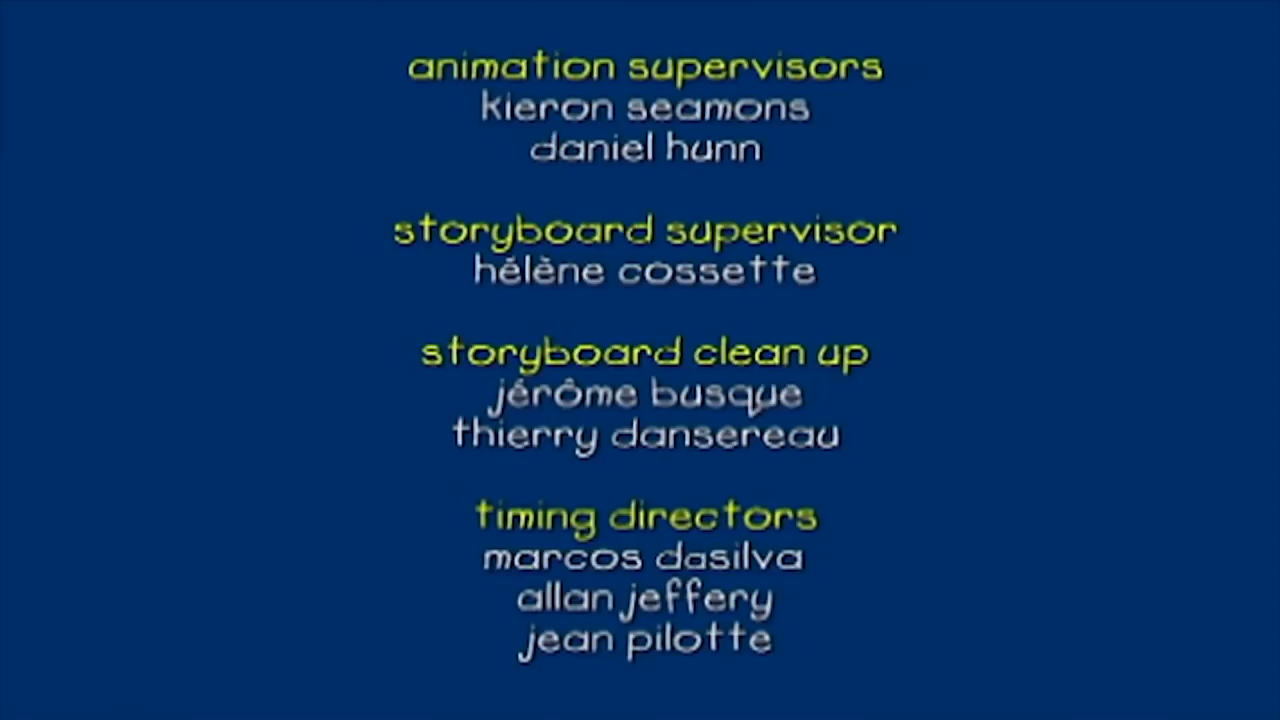 animation supervisors
kieron seamons
daniel hunn
storyboard supervisor
hélène cossette
storyboard clean up
jérôme busque
thierry dansereau
timing directors
marcos dasilva
allan jeffery
jean pilotte